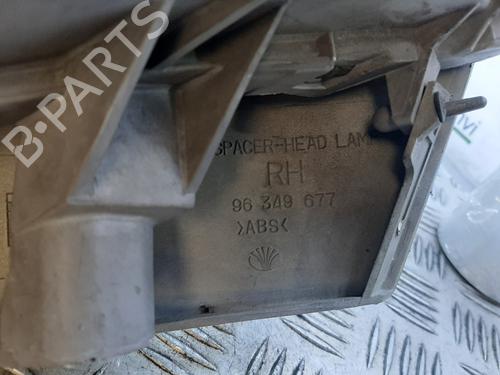 B-PARTS
SPACER-HEAD LAM
RH
96 349 677
>ABS<